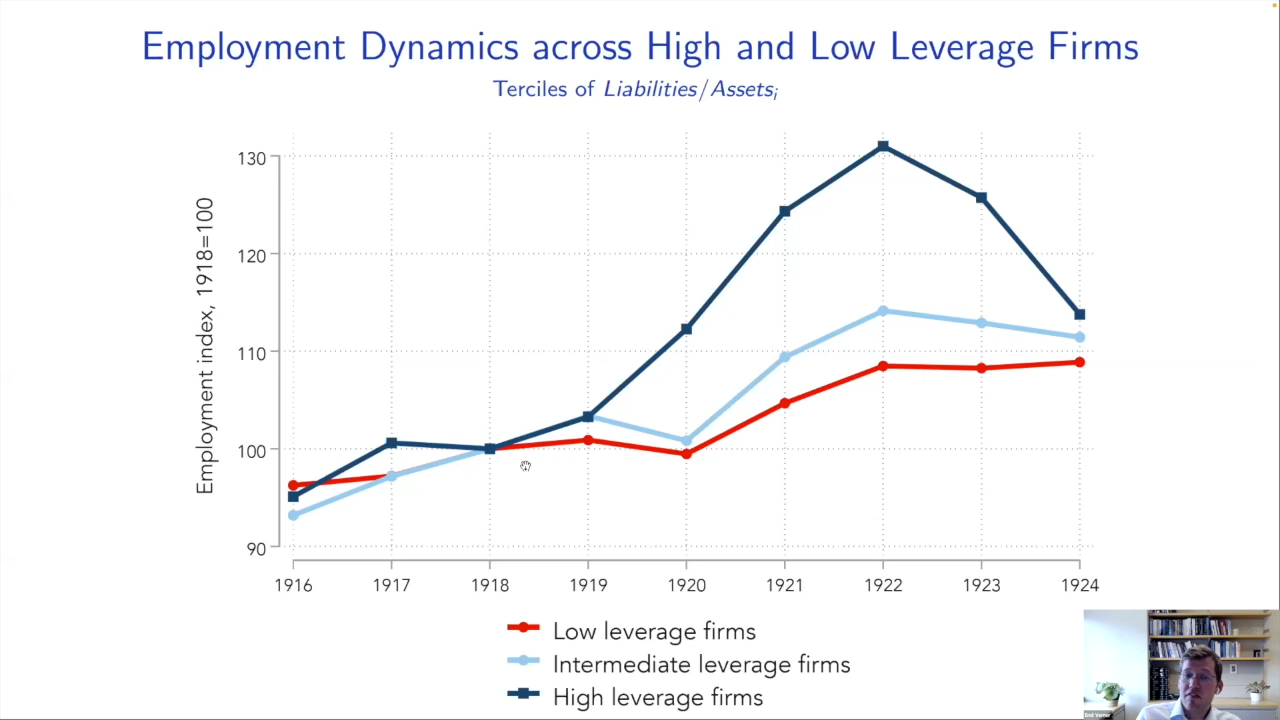 Employment Dynamics across High and Low Leverage Firms
Terciles of Liabilities/Assetsᵢ
Employment index, 1918=100
130
120
110
100
90
1916 1917 1918 1919 1920 1921 1922 1923 1924
Low leverage firms
Intermediate leverage firms
High leverage firms